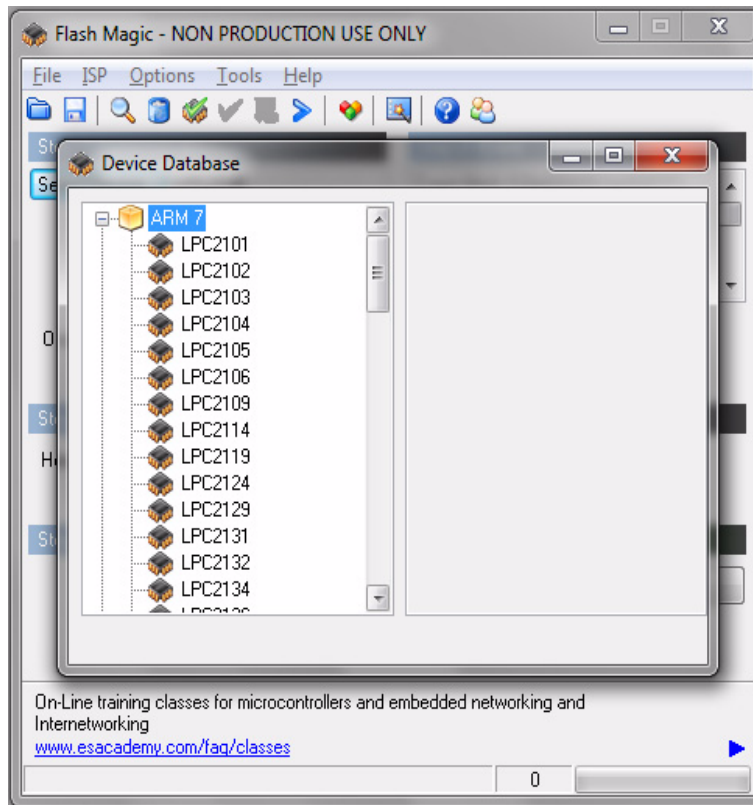 Flash Magic - NON PRODUCTION USE ONLY
File ISP Options Tools Help
Device Database
ARM 7
LPC2101
LPC2102
LPC2103
LPC2104
LPC2105
LPC2106
LPC2109
LPC2114
LPC2119
LPC2124
LPC2129
LPC2131
LPC2132
LPC2134
On-Line training classes for microcontrollers and embedded networking and
Internetworking
www.esacademy.com/faq/classes
0